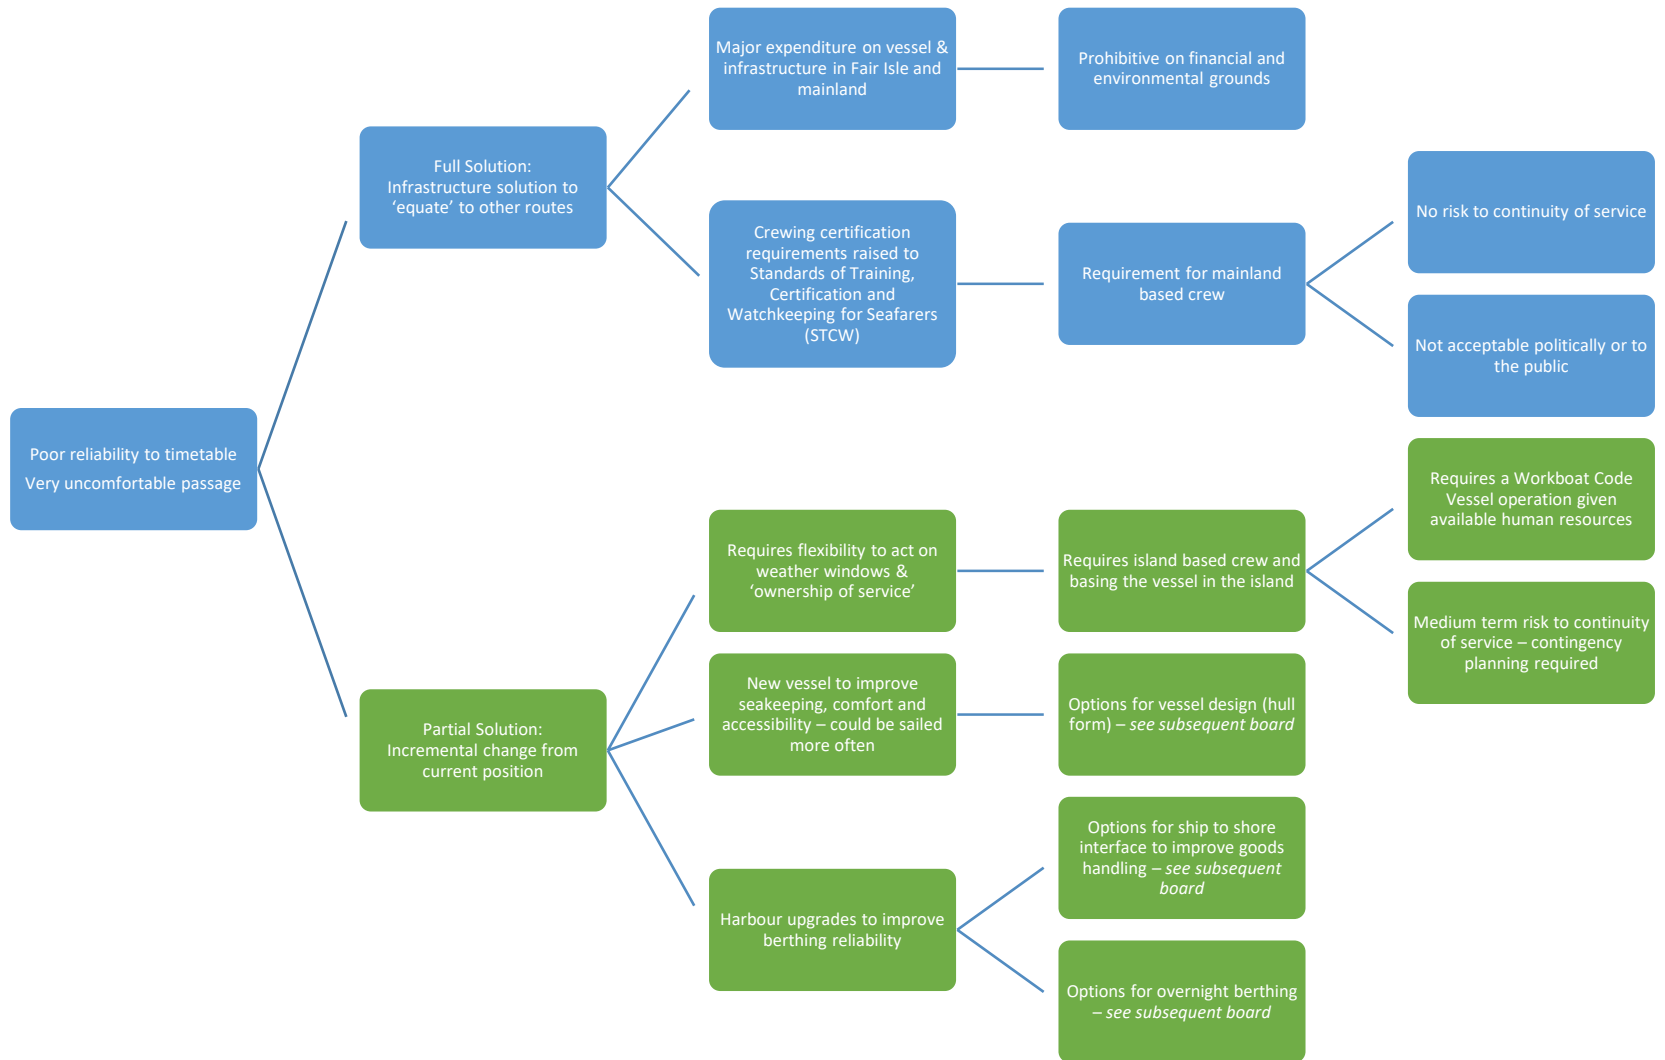 Poor reliability to timetable
Very uncomfortable passage
Full Solution:
Infrastructure solution to
‘equate’ to other routes
Major expenditure on vessel &
infrastructure in Fair Isle and
mainland
Prohibitive on financial and
environmental grounds
Crewing certification
requirements raised to
Standards of Training,
Certification and
Watchkeeping for Seafarers
(STCW)
Requirement for mainland
based crew
No risk to continuity of service
Not acceptable politically or to
the public
Partial Solution:
Incremental change from
current position
Requires flexibility to act on
weather windows &
‘ownership of service’
Requires island based crew and
basing the vessel in the island
Requires a Workboat Code
Vessel operation given
available human resources
Medium term risk to continuity
of service – contingency
planning required
New vessel to improve
seakeeping, comfort and
accessibility – could be sailed
more often
Options for vessel design (hull
form) – see subsequent board
Harbour upgrades to improve
berthing reliability
Options for ship to shore
interface to improve goods
handling – see subsequent
board
Options for overnight berthing
– see subsequent board